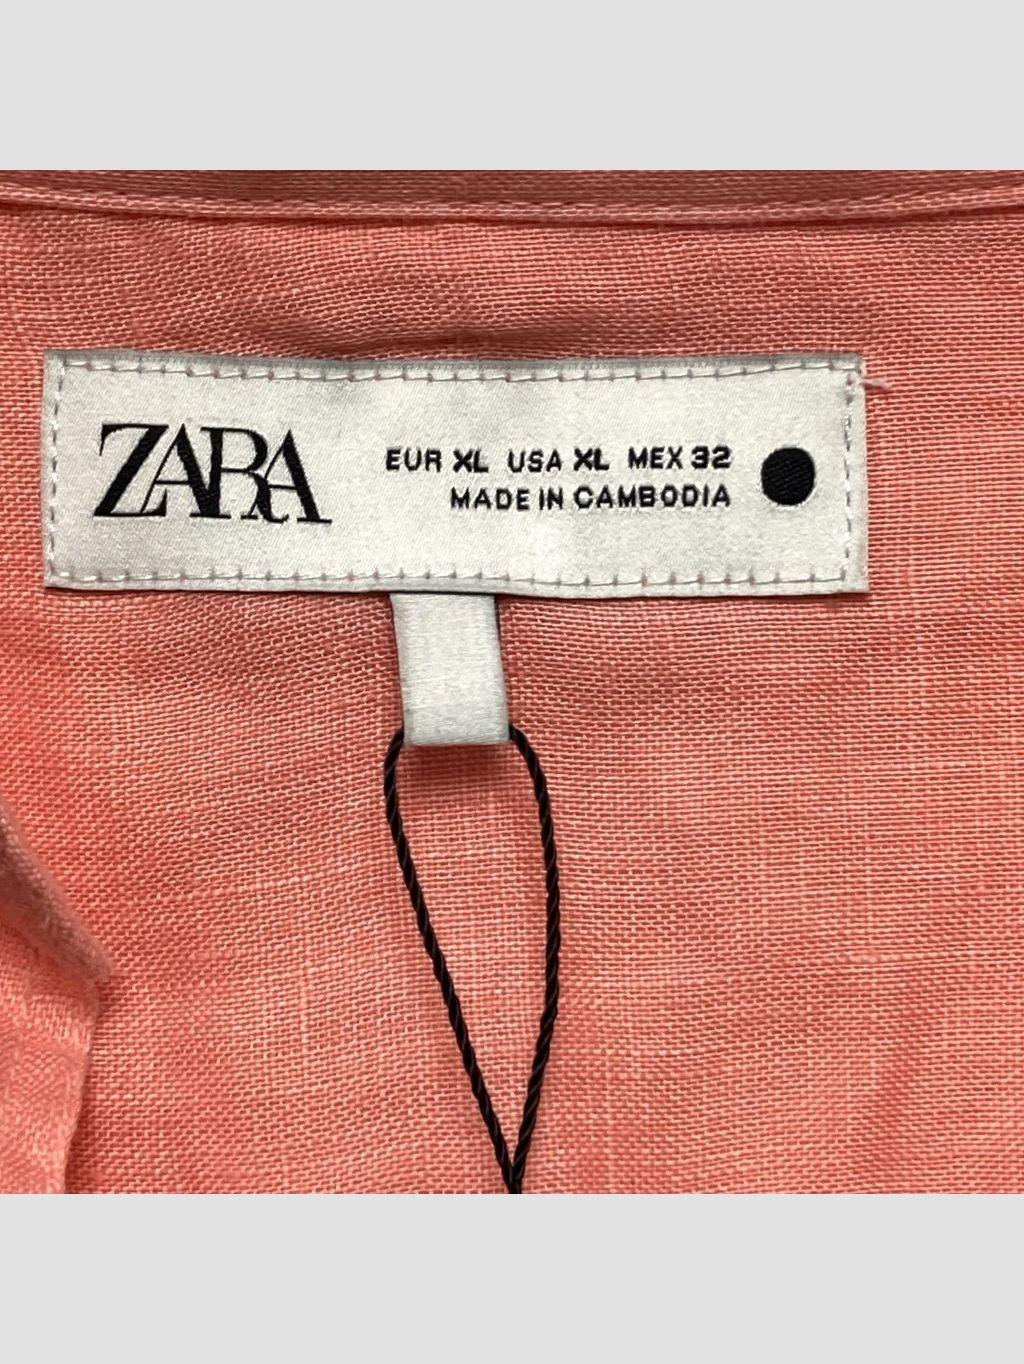 ZARA
EUR XL USA XL MEX 32
MADE IN CAMBODIA